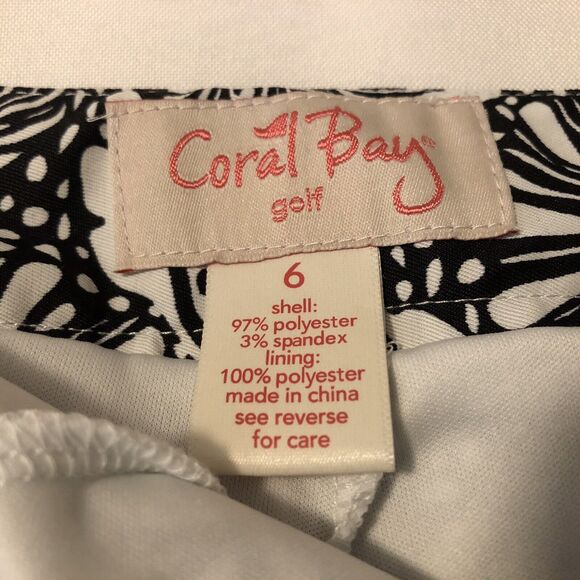 Coral Bay
golf
6
shell:
97% polyester
3% spandex
lining:
100% polyester
made in china
see reverse
for care